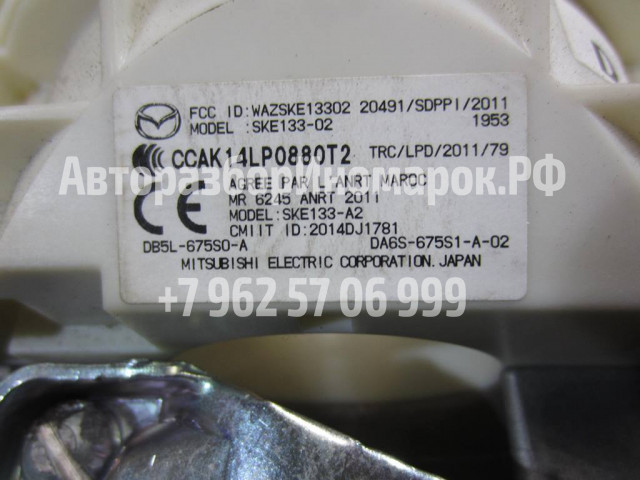 FCC ID:WAZSKE13302 20491/SDPPI/2011
MODEL :SKE133-02 1953
CCAK14LP0880T2 TRC/LPD/2011/79
АвторазборИномарок.РФ
AGREE PAR L'ANRT MAROC
MR 6245 ANRT 2011
MODEL:SKE133-A2
CE
CMIIT ID:2014DJ1781
DB5L-675S0-A DA6S-675S1-A-02
MITSUBISHI ELECTRIC CORPORATION.JAPAN
+7 962 57 06 999